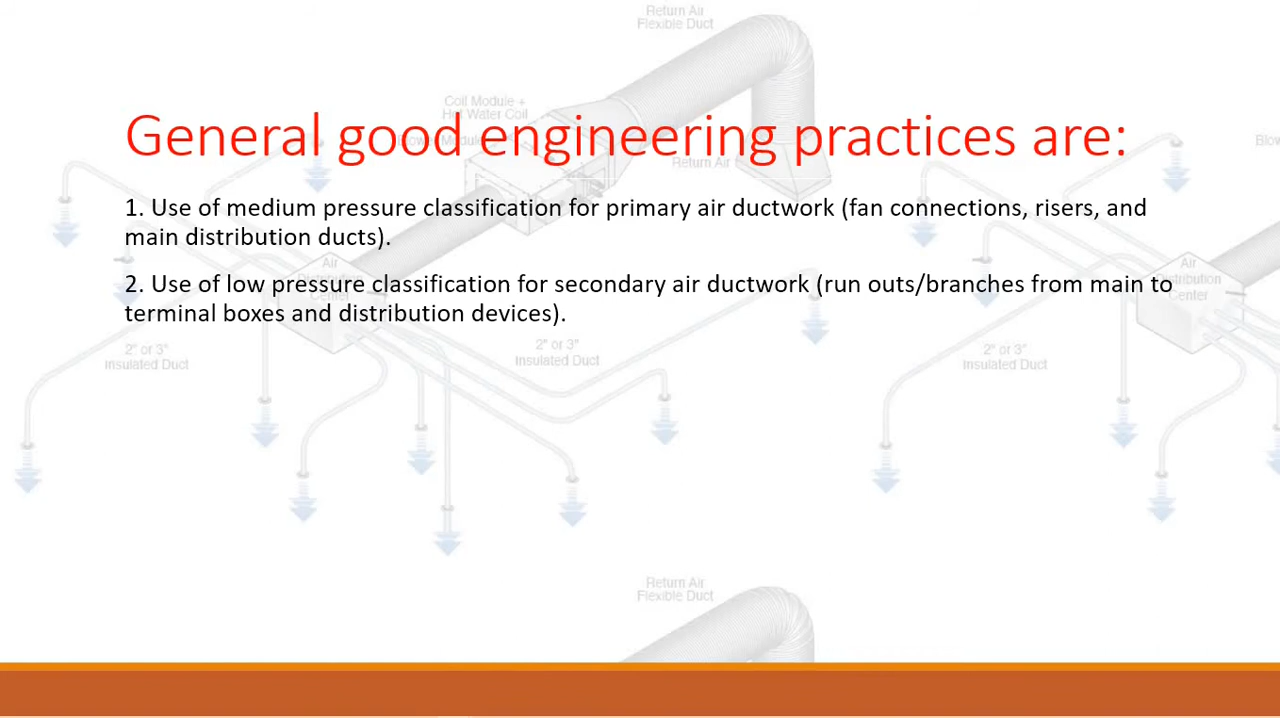 Return Air
Flexible Duct
Coil Module +
Hot Water Coil
General good engineering practices are:
Return Air
Blow
1. Use of medium pressure classification for primary air ductwork (fan connections, risers, and
main distribution ducts).
Air
Distribution
Center
Air
Distribution
Center
2. Use of low pressure classification for secondary air ductwork (run outs/branches from main to
terminal boxes and distribution devices).
2" or 3"
Insulated Duct
2" or 3"
Insulated Duct
2" or 3"
Insulated Duct
Return Air
Flexible Duct